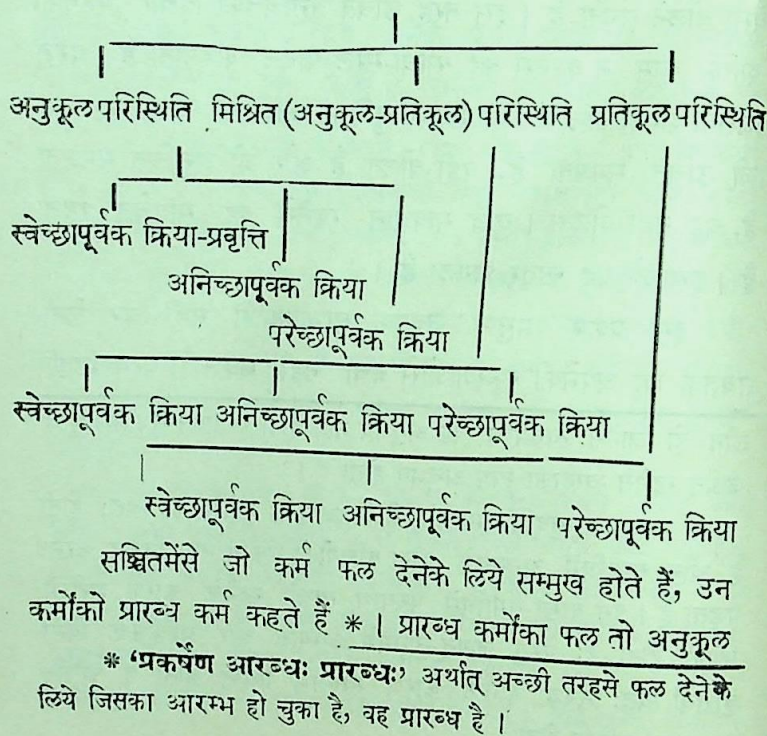 अनुकूल परिस्थिति मिश्रित (अनुकूल-प्रतिकूल) परिस्थिति प्रतिकूल परिस्थिति
स्वेच्छापूर्वक क्रिया-प्रवृत्ति
अनिच्छापूर्वक क्रिया
परेच्छापूर्वक क्रिया
स्वेच्छापूर्वक क्रिया अनिच्छापूर्वक क्रिया परेच्छापूर्वक क्रिया
स्वेच्छापूर्वक क्रिया अनिच्छापूर्वक क्रिया परेच्छापूर्वक क्रिया
सञ्चितमेंसे जो कर्म फल देनेके लिये सम्मुख होते हैं, उन
कर्मोंको प्रारब्ध कर्म कहते हैं * । प्रारब्ध कर्मोंका फल तो अनुकूल
* ‘प्रकर्षेण आरब्धः प्रारब्धः’ अर्थात् अच्छी तरहसे फल देनेके
लिये जिसका आरम्भ हो चुका है, वह प्रारब्ध है ।